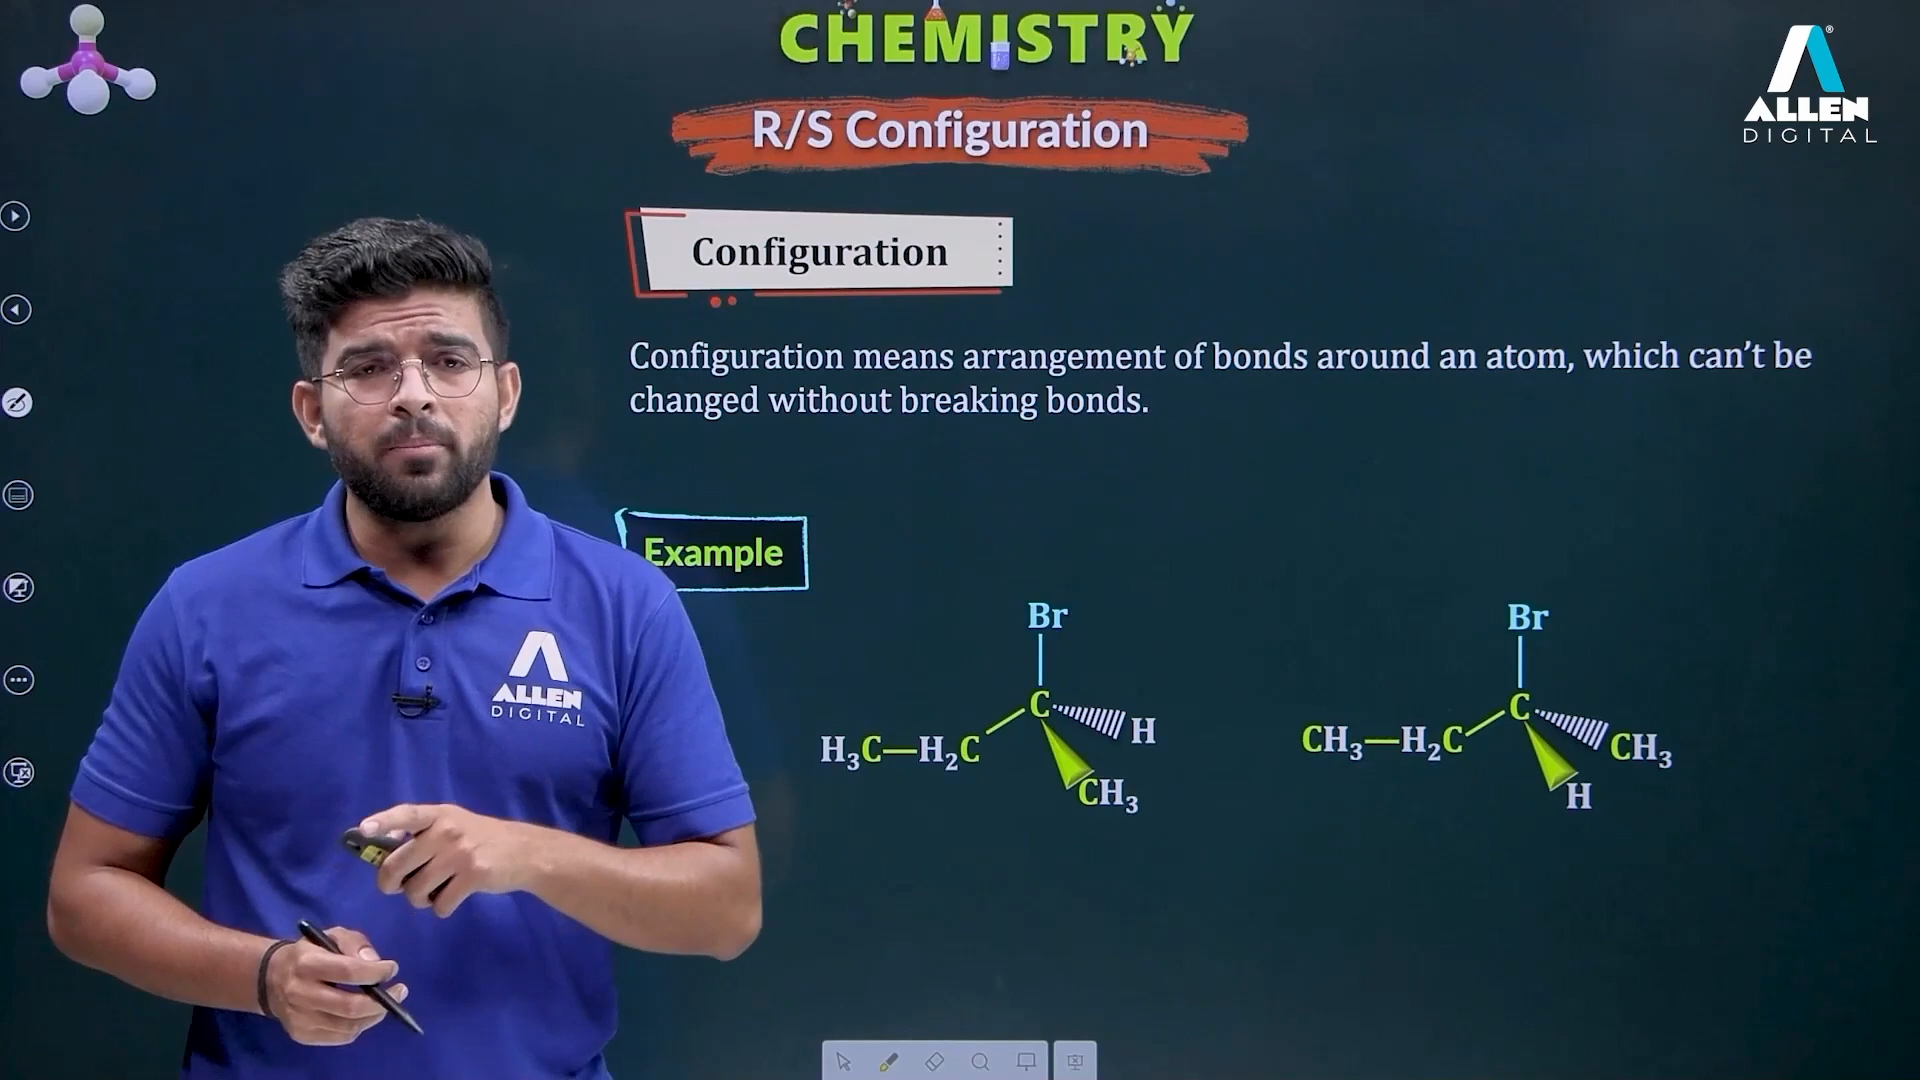 CHEMISTRY
R/S Configuration
ALLEN
DIGITAL
®
Configuration
Configuration means arrangement of bonds around an atom, which can't be
changed without breaking bonds.
Example
Br
C
H
H₃C—H₂C
CH₃
Br
C
CH₃—H₂C
CH₃
H
ALLEN
DIGITAL